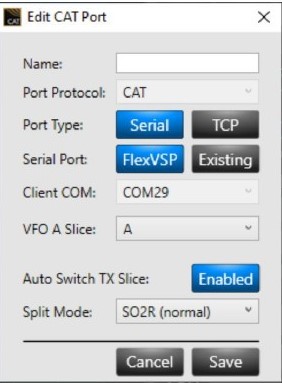 CAT Edit CAT Port
Name:
Port Protocol: CAT
Port Type: Serial TCP
Serial Port: FlexVSP Existing
Client COM: COM29
VFO A Slice: A
Auto Switch TX Slice: Enabled
Split Mode: SO2R (normal)
Cancel Save